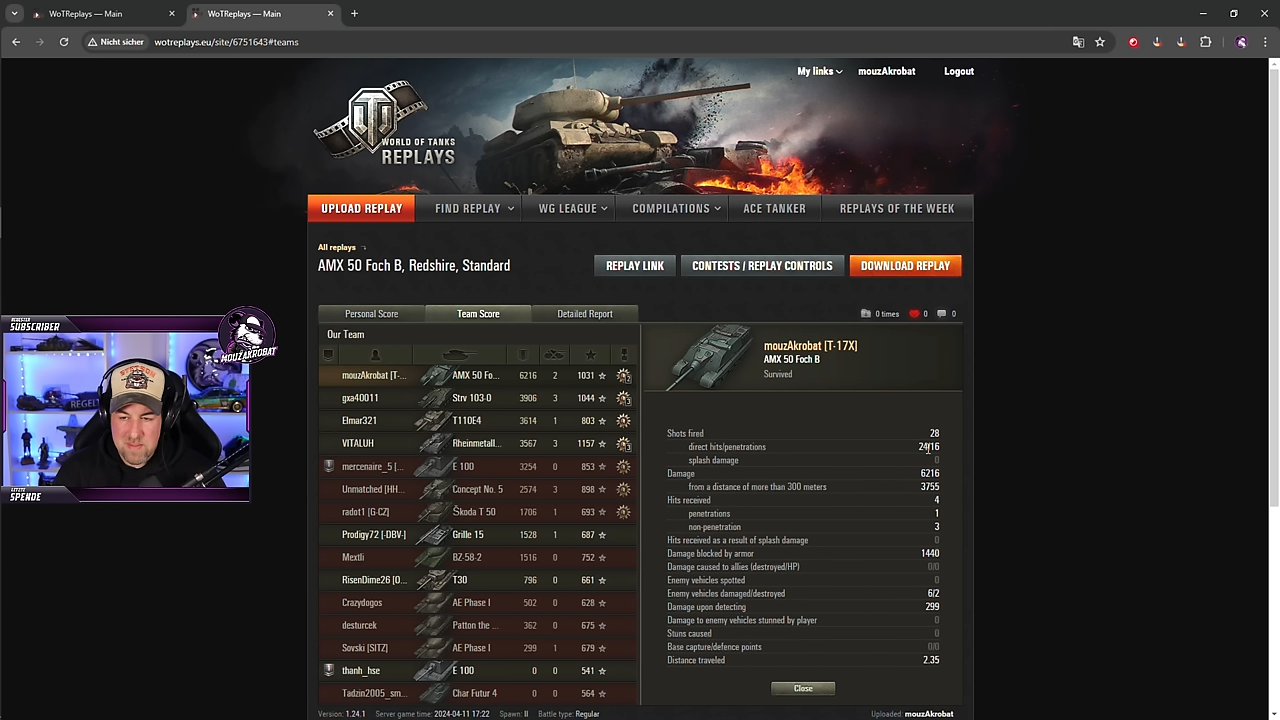 WoTReplays — Main
WoTReplays — Main
Nicht sicher
wotreplays.eu/site/6751643#teams
My links
mouzAkrobat
Logout
WORLD OF TANKS
REPLAYS
UPLOAD REPLAY
FIND REPLAY
WG LEAGUE
COMPILATIONS
ACE TANKER
REPLAYS OF THE WEEK
All replays
AMX 50 Foch B, Redshire, Standard
REPLAY LINK
CONTESTS / REPLAY CONTROLS
DOWNLOAD REPLAY
Personal Score
Team Score
Detailed Report
0 times
0
0
Our Team
mouzAkrobat [T-... AMX 50 Fo... 6216 2 1031
gxa40011 Strv 103-0 3906 3 1044
Elmar321 T110E4 3614 1 803
VITALUH Rheinmetall... 3567 3 1157
mercenaire_5 [... E 100 3254 0 853
Unmatched [HH... Concept No. 5 2574 3 898
radot1 [G-CZ] Škoda T 50 1706 1 693
Prodigy72 [-DBV-] Grille 15 1528 1 687
Mextli BZ-58-2 1516 0 752
RisenDime26 [O... T30 796 0 661
Crazydogos AE Phase I 502 0 628
desturcek Patton the ... 362 0 675
Sovski [SITZ] AE Phase I 299 1 679
thanh_hse E 100 0 0 541
Tadzin2005_sm... Char Futur 4 0 0 564
mouzAkrobat [T-17X]
AMX 50 Foch B
Survived
Shots fired 28
direct hits/penetrations 24/16
splash damage 0
Damage 6216
from a distance of more than 300 meters 3755
Hits received 4
penetrations 1
non-penetration 3
Hits received as a result of splash damage 0
Damage blocked by armor 1440
Damage caused to allies (destroyed/HP) 0/0
Enemy vehicles spotted 0
Enemy vehicles damaged/destroyed 6/2
Damage upon detecting 299
Damage to enemy vehicles stunned by player 0
Stuns caused 0
Base capture/defence points 0/0
Distance traveled 2.35
Close
Version: 1.24.1 Server game time: 2024-04-11 17:22 Spawn: II Battle type: Regular
Uploaded: mouzAkrobat
SUBSCRIBER
MOUZAKROBAT
REGEL
SPENDE